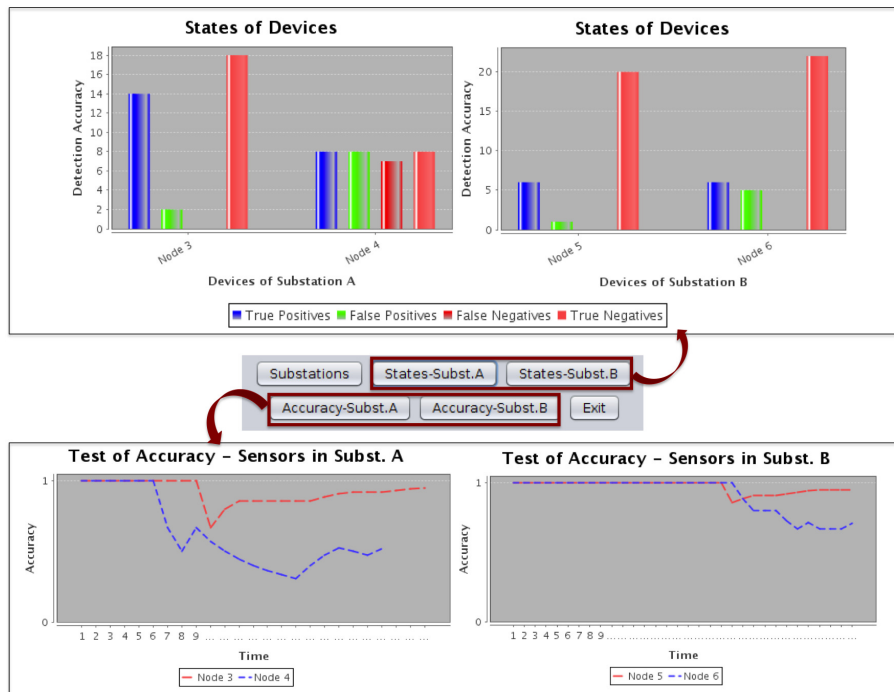 States of Devices
States of Devices
Detection Accuracy
18
16
14
12
10
8
6
4
2
0
Node 3
Node 4
Devices of Substation A
Detection Accuracy
20
15
10
5
0
Node 5
Node 6
Devices of Substation B
True Positives False Positives False Negatives True Negatives
Substations States-Subst.A States-Subst.B
Accuracy-Subst.A Accuracy-Subst.B Exit
Test of Accuracy – Sensors in Subst. A
Accuracy
1
0
1 2 3 4 5 6 7 8 9 ... ... ... ... ... ... ... ... ... ... ... ... ... ... ... ...
Time
Node 3 Node 4
Test of Accuracy – Sensors in Subst. B
Accuracy
1
0
1 2 3 4 5 6 7 8 9 .....................................................................
Time
Node 5 Node 6